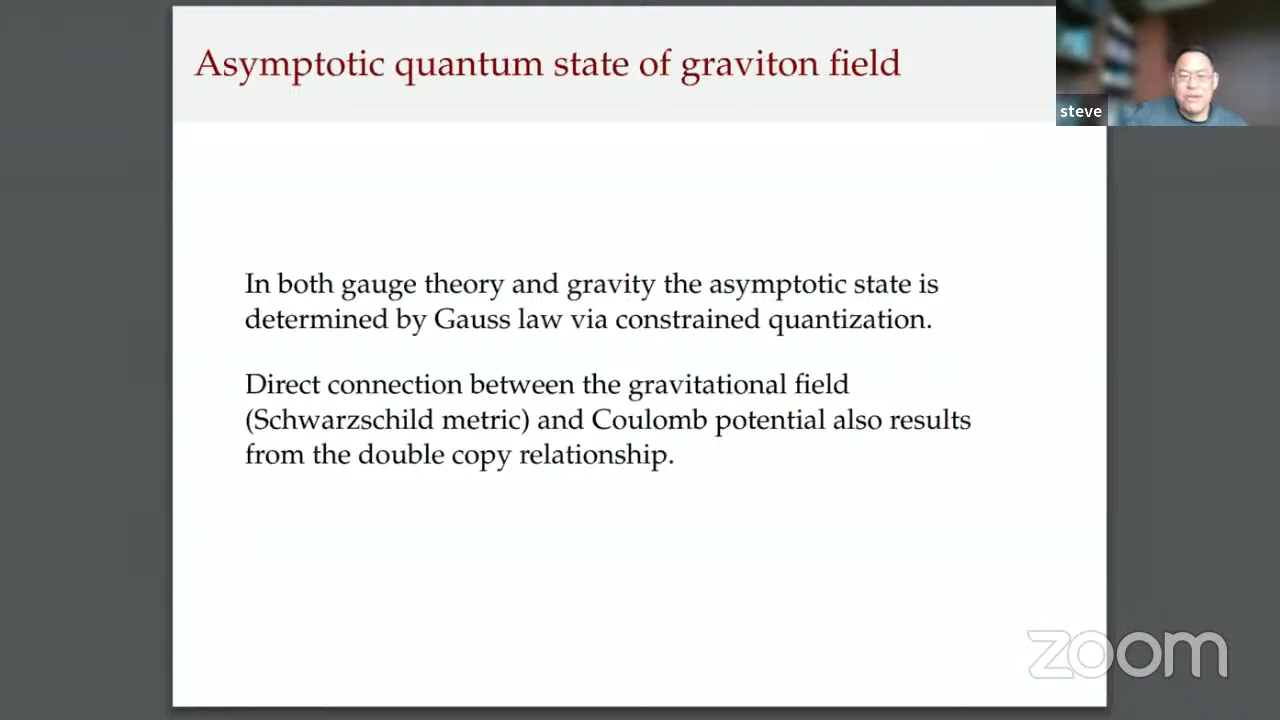 Asymptotic quantum state of graviton field
steve
In both gauge theory and gravity the asymptotic state is
determined by Gauss law via constrained quantization.
Direct connection between the gravitational field
(Schwarzschild metric) and Coulomb potential also results
from the double copy relationship.
zoom